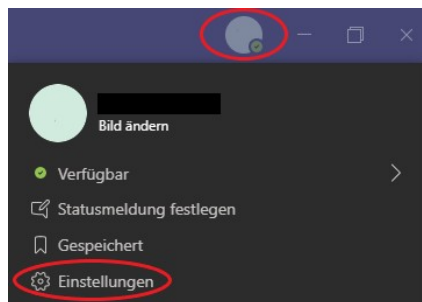 Bild ändern
Verfügbar
Statusmeldung festlegen
Gespeichert
Einstellungen